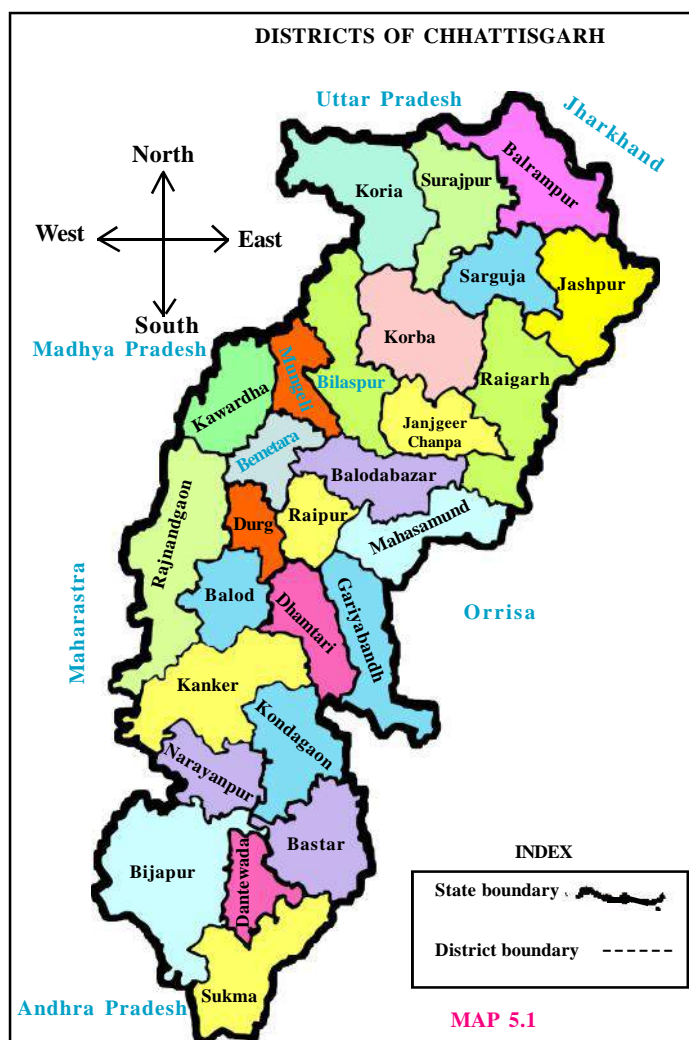 DISTRICTS OF CHHATTISGARH
Uttar Pradesh
Jharkhand
North
West
East
South
Koria
Surajpur
Balrampur
Sarguja
Jashpur
Madhya Pradesh
Korba
Mungell
Bilaspur
Raigarh
Kawardha
Janjgeer
Chanpa
Bemetara
Balodabazar
Rajnandgaon
Durg
Raipur
Mahasamund
Maharastra
Balod
Dhamtari
Gariyabandh
Orrisa
Kanker
Kondagaon
Narayanpur
Bijapur
Dantewada
Bastar
Sukma
Andhra Pradesh
INDEX
State boundary
District boundary
MAP 5.1